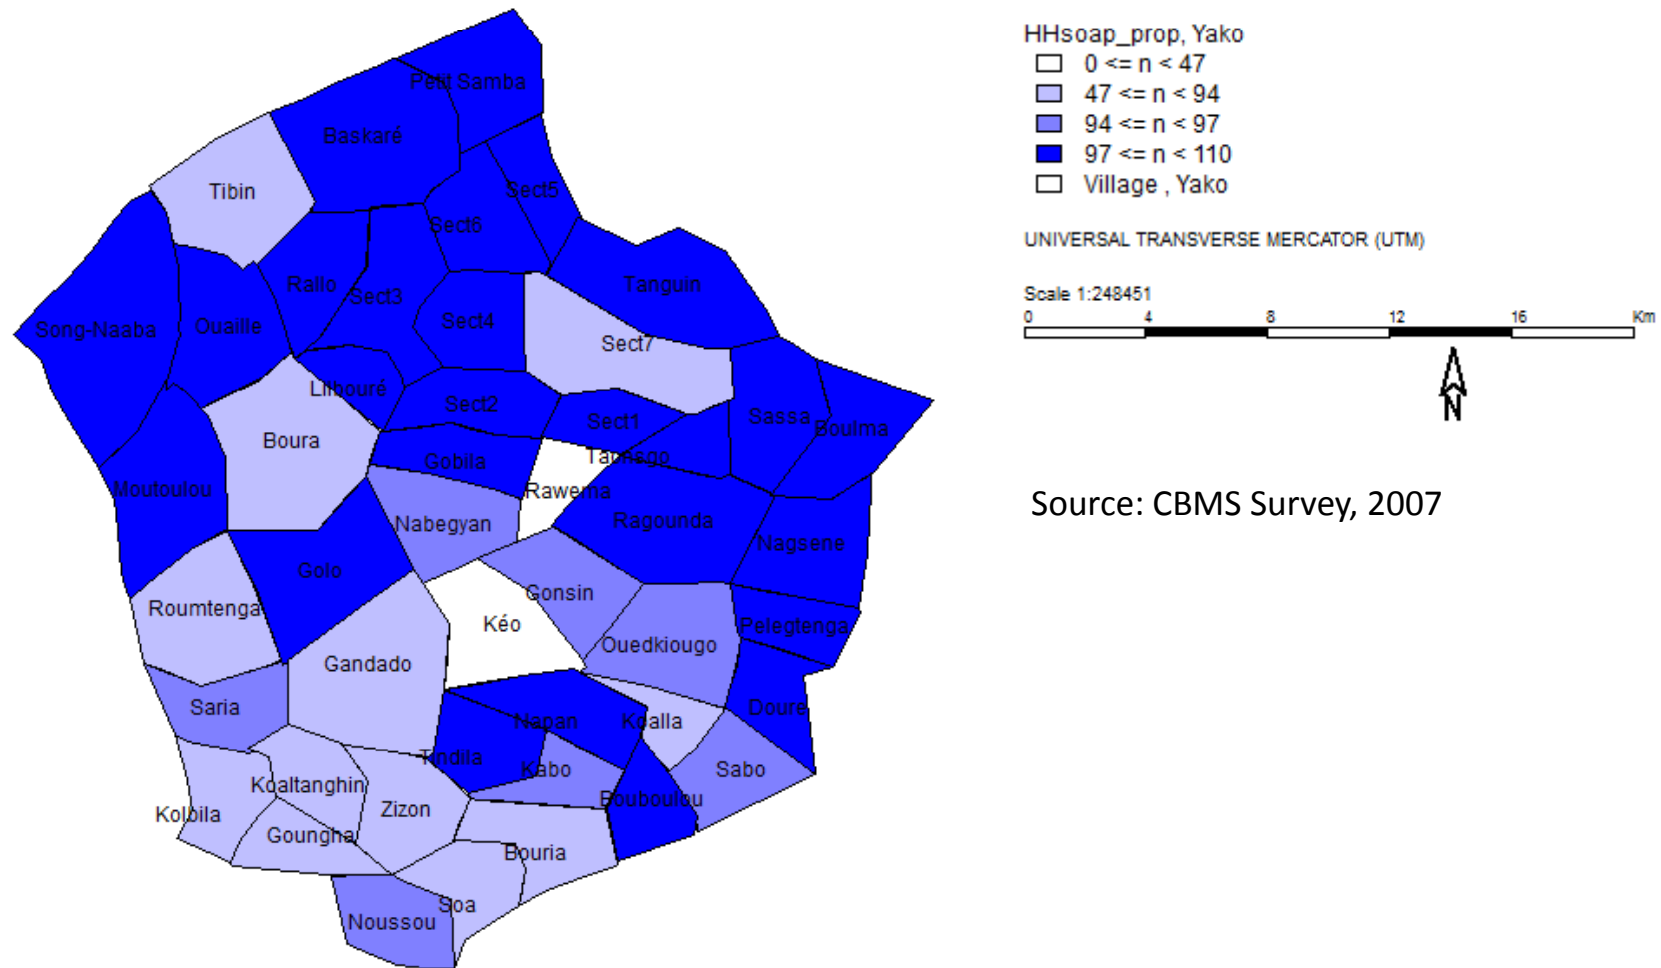 HHsoap_prop, Yako
0 <= n < 47
47 <= n < 94
94 <= n < 97
97 <= n < 110
Village , Yako
UNIVERSAL TRANSVERSE MERCATOR (UTM)
Scale 1:248451
0 4 8 12 16 Km
N
Source: CBMS Survey, 2007
Petit Samba
Baskaré
Tibin
Sect5
Sect6
Rallo
Sect3
Tanguin
Song-Naaba
Ouaille
Sect4
Sect7
Lilbouré
Sect2
Sect1
Sassa
Boulma
Boura
Gobila
Taonsgo
Moutoulou
Rawema
Nabegyan
Ragounda
Nagsene
Golo
Gonsin
Roumtenga
Kéo
Pelegtenga
Ouedkiougo
Gandado
Saria
Napan
Koalla
Doure
Tindila
Kabo
Sabo
Koaltanghin
Bouboulou
Kolbila
Zizon
Goungha
Bouria
Soa
Noussou